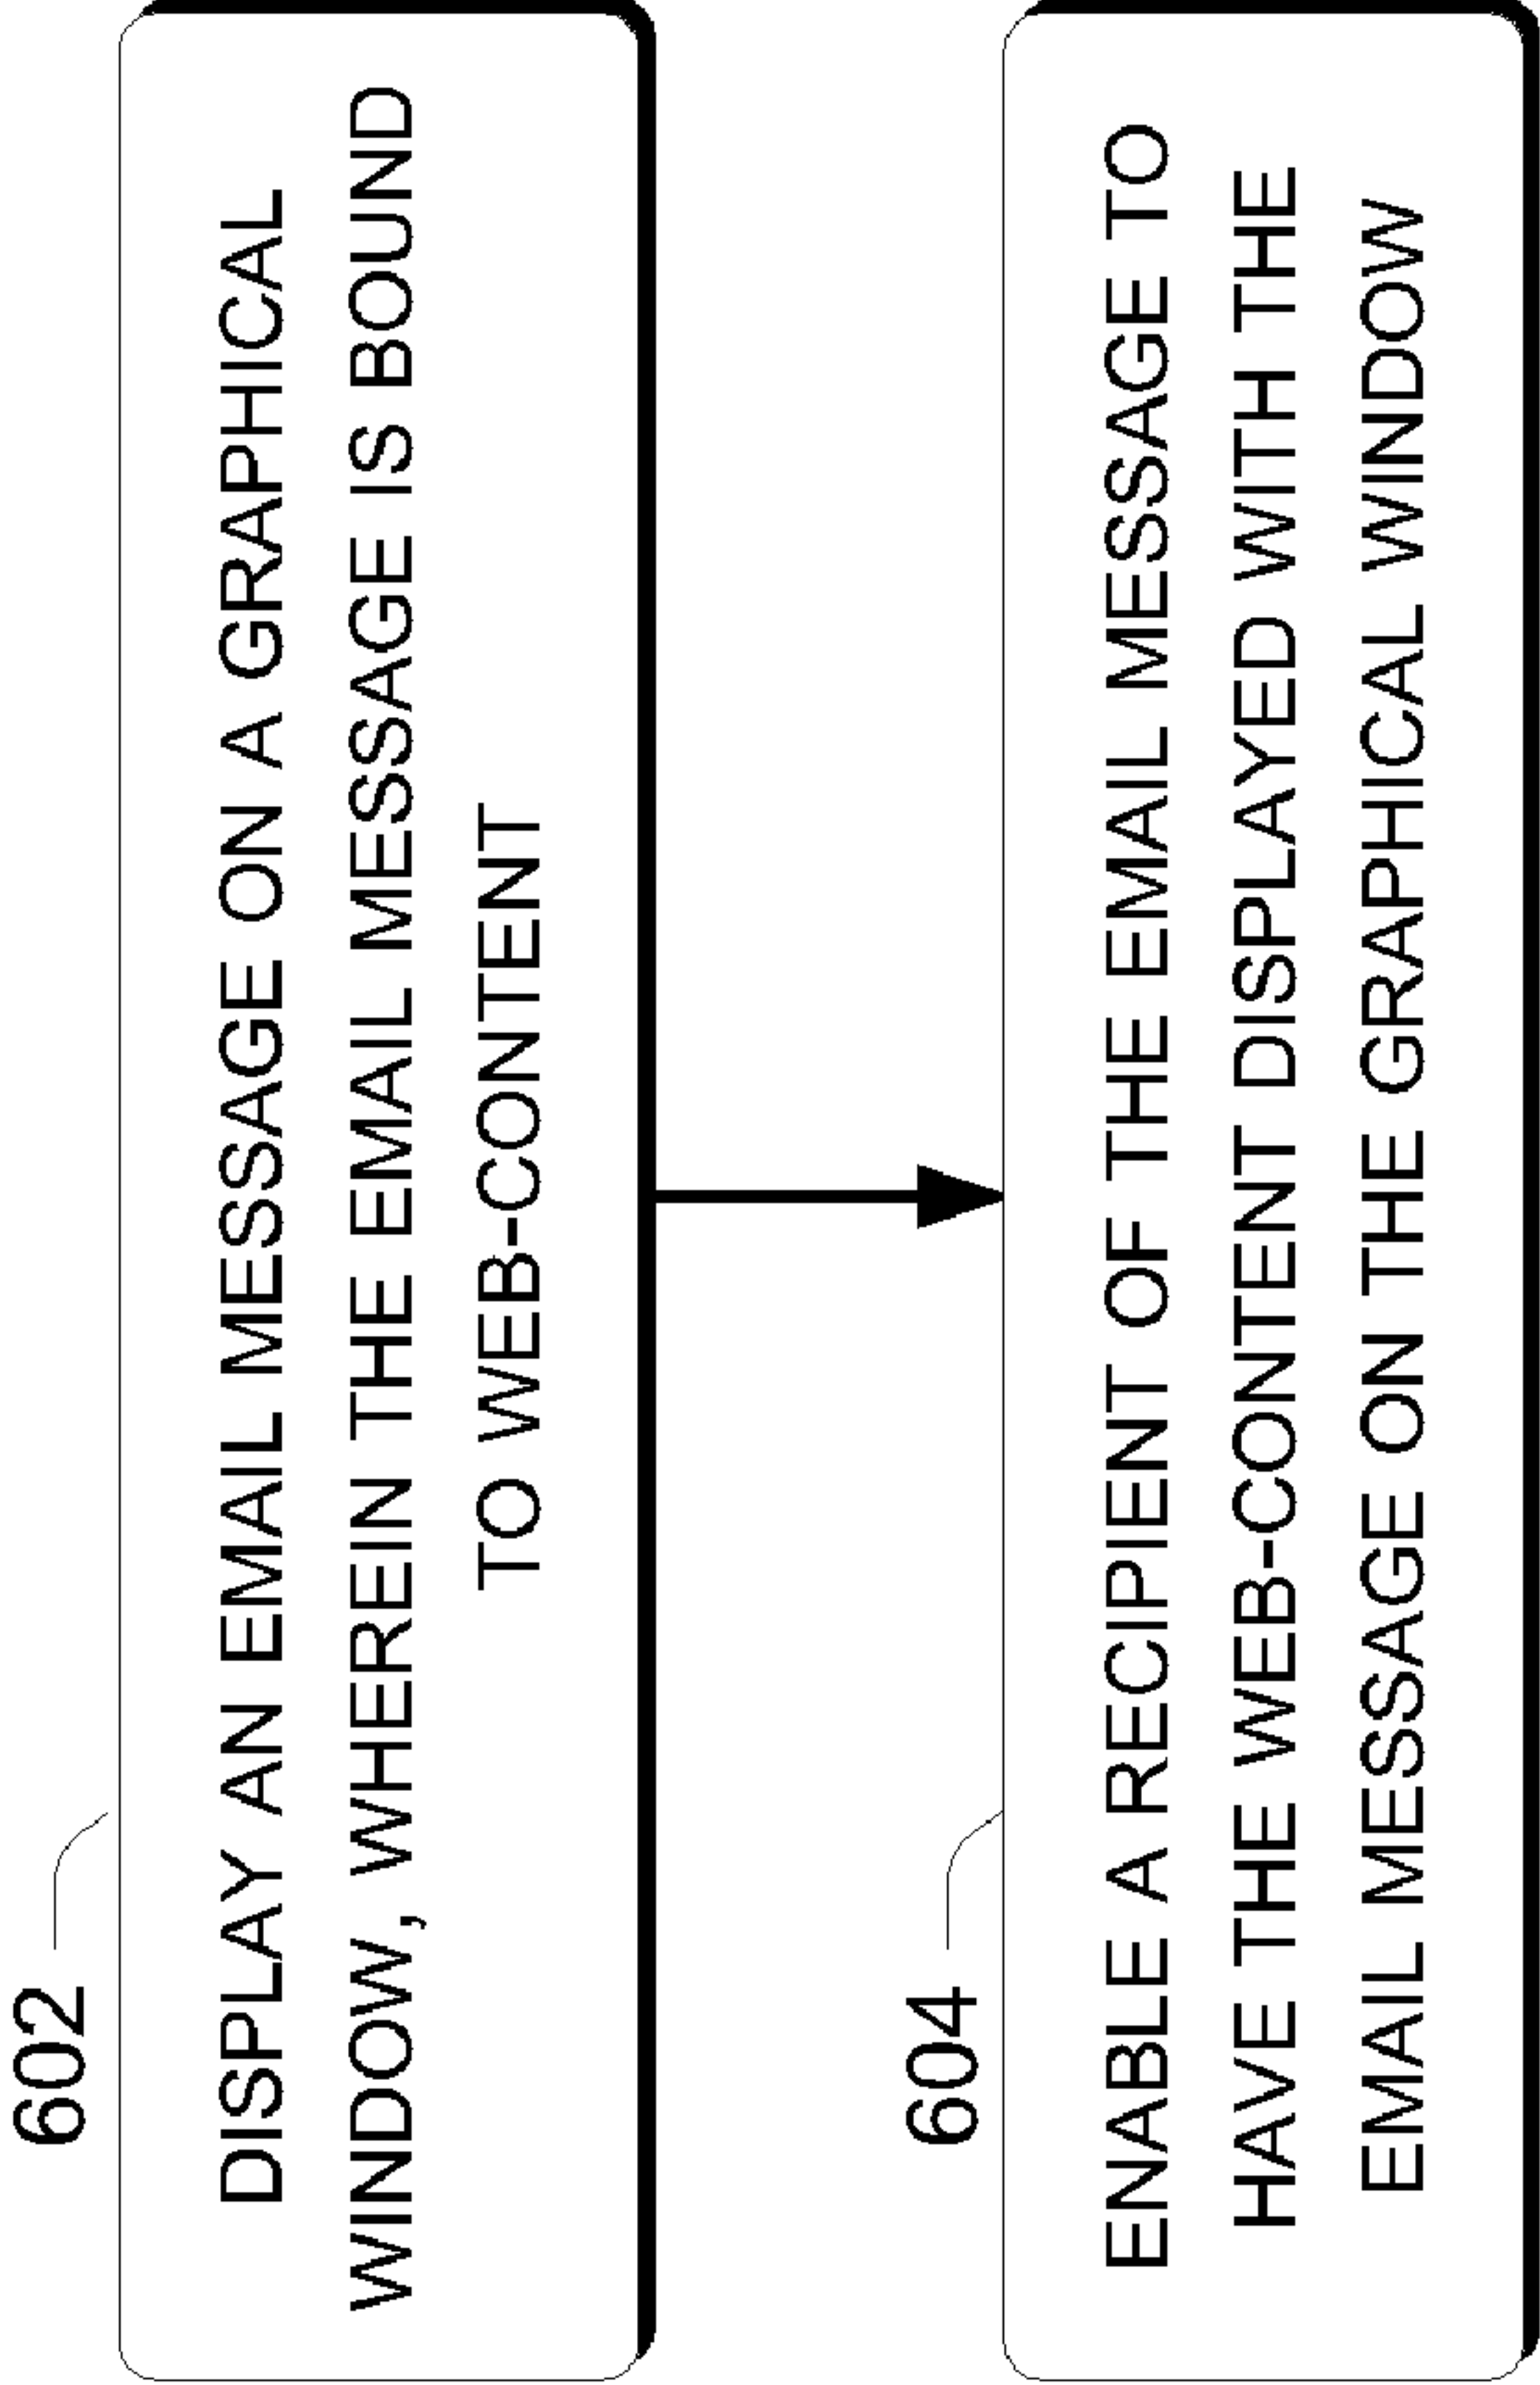 602
DISPLAY AN EMAIL MESSAGE ON A GRAPHICAL
WINDOW, WHEREIN THE EMAIL MESSAGE IS BOUND
TO WEB-CONTENT
604
ENABLE A RECIPIENT OF THE EMAIL MESSAGE TO
HAVE THE WEB-CONTENT DISPLAYED WITH THE
EMAIL MESSAGE ON THE GRAPHICAL WINDOW